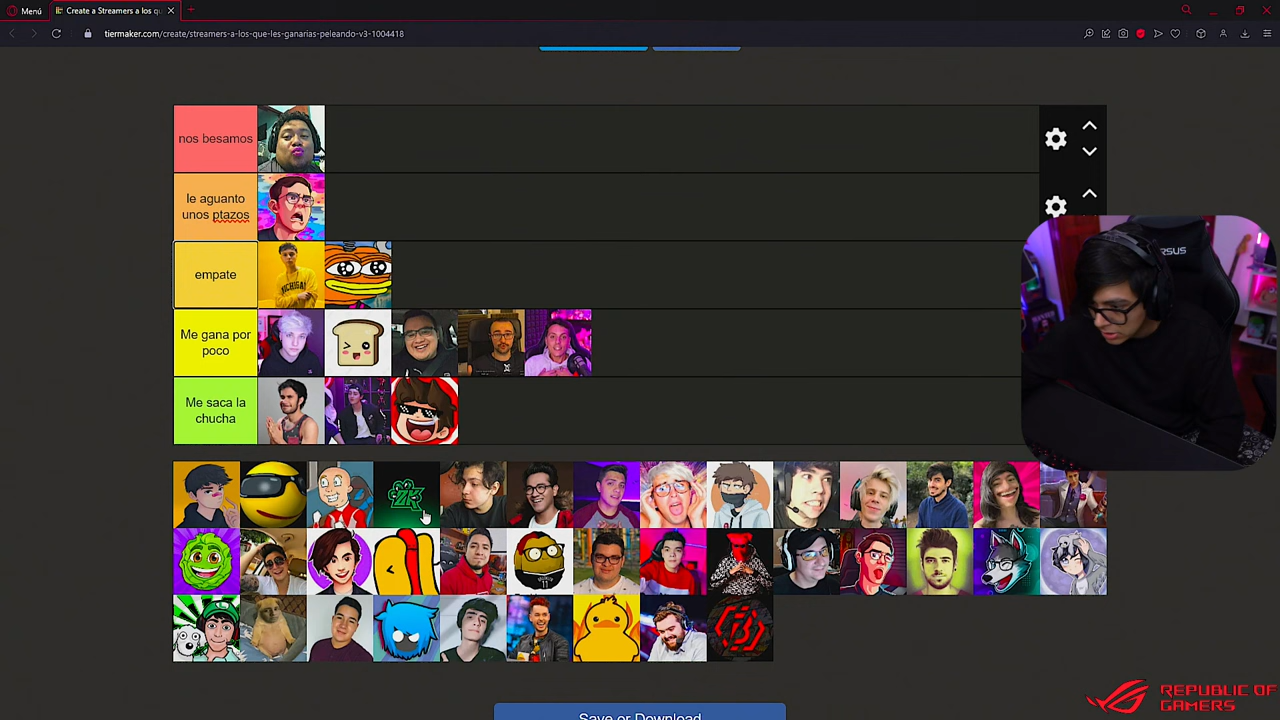 Menú
Create a Streamers a los qu
tiermaker.com/create/streamers-a-los-que-les-ganarias-peleando-v3-1004418
nos besamos
le aguanto
unos ptazos
empate
MICHIGAN
Me gana por
poco
Me saca la
chucha
ZK
Save or Download
REPUBLIC OF
GAMERS